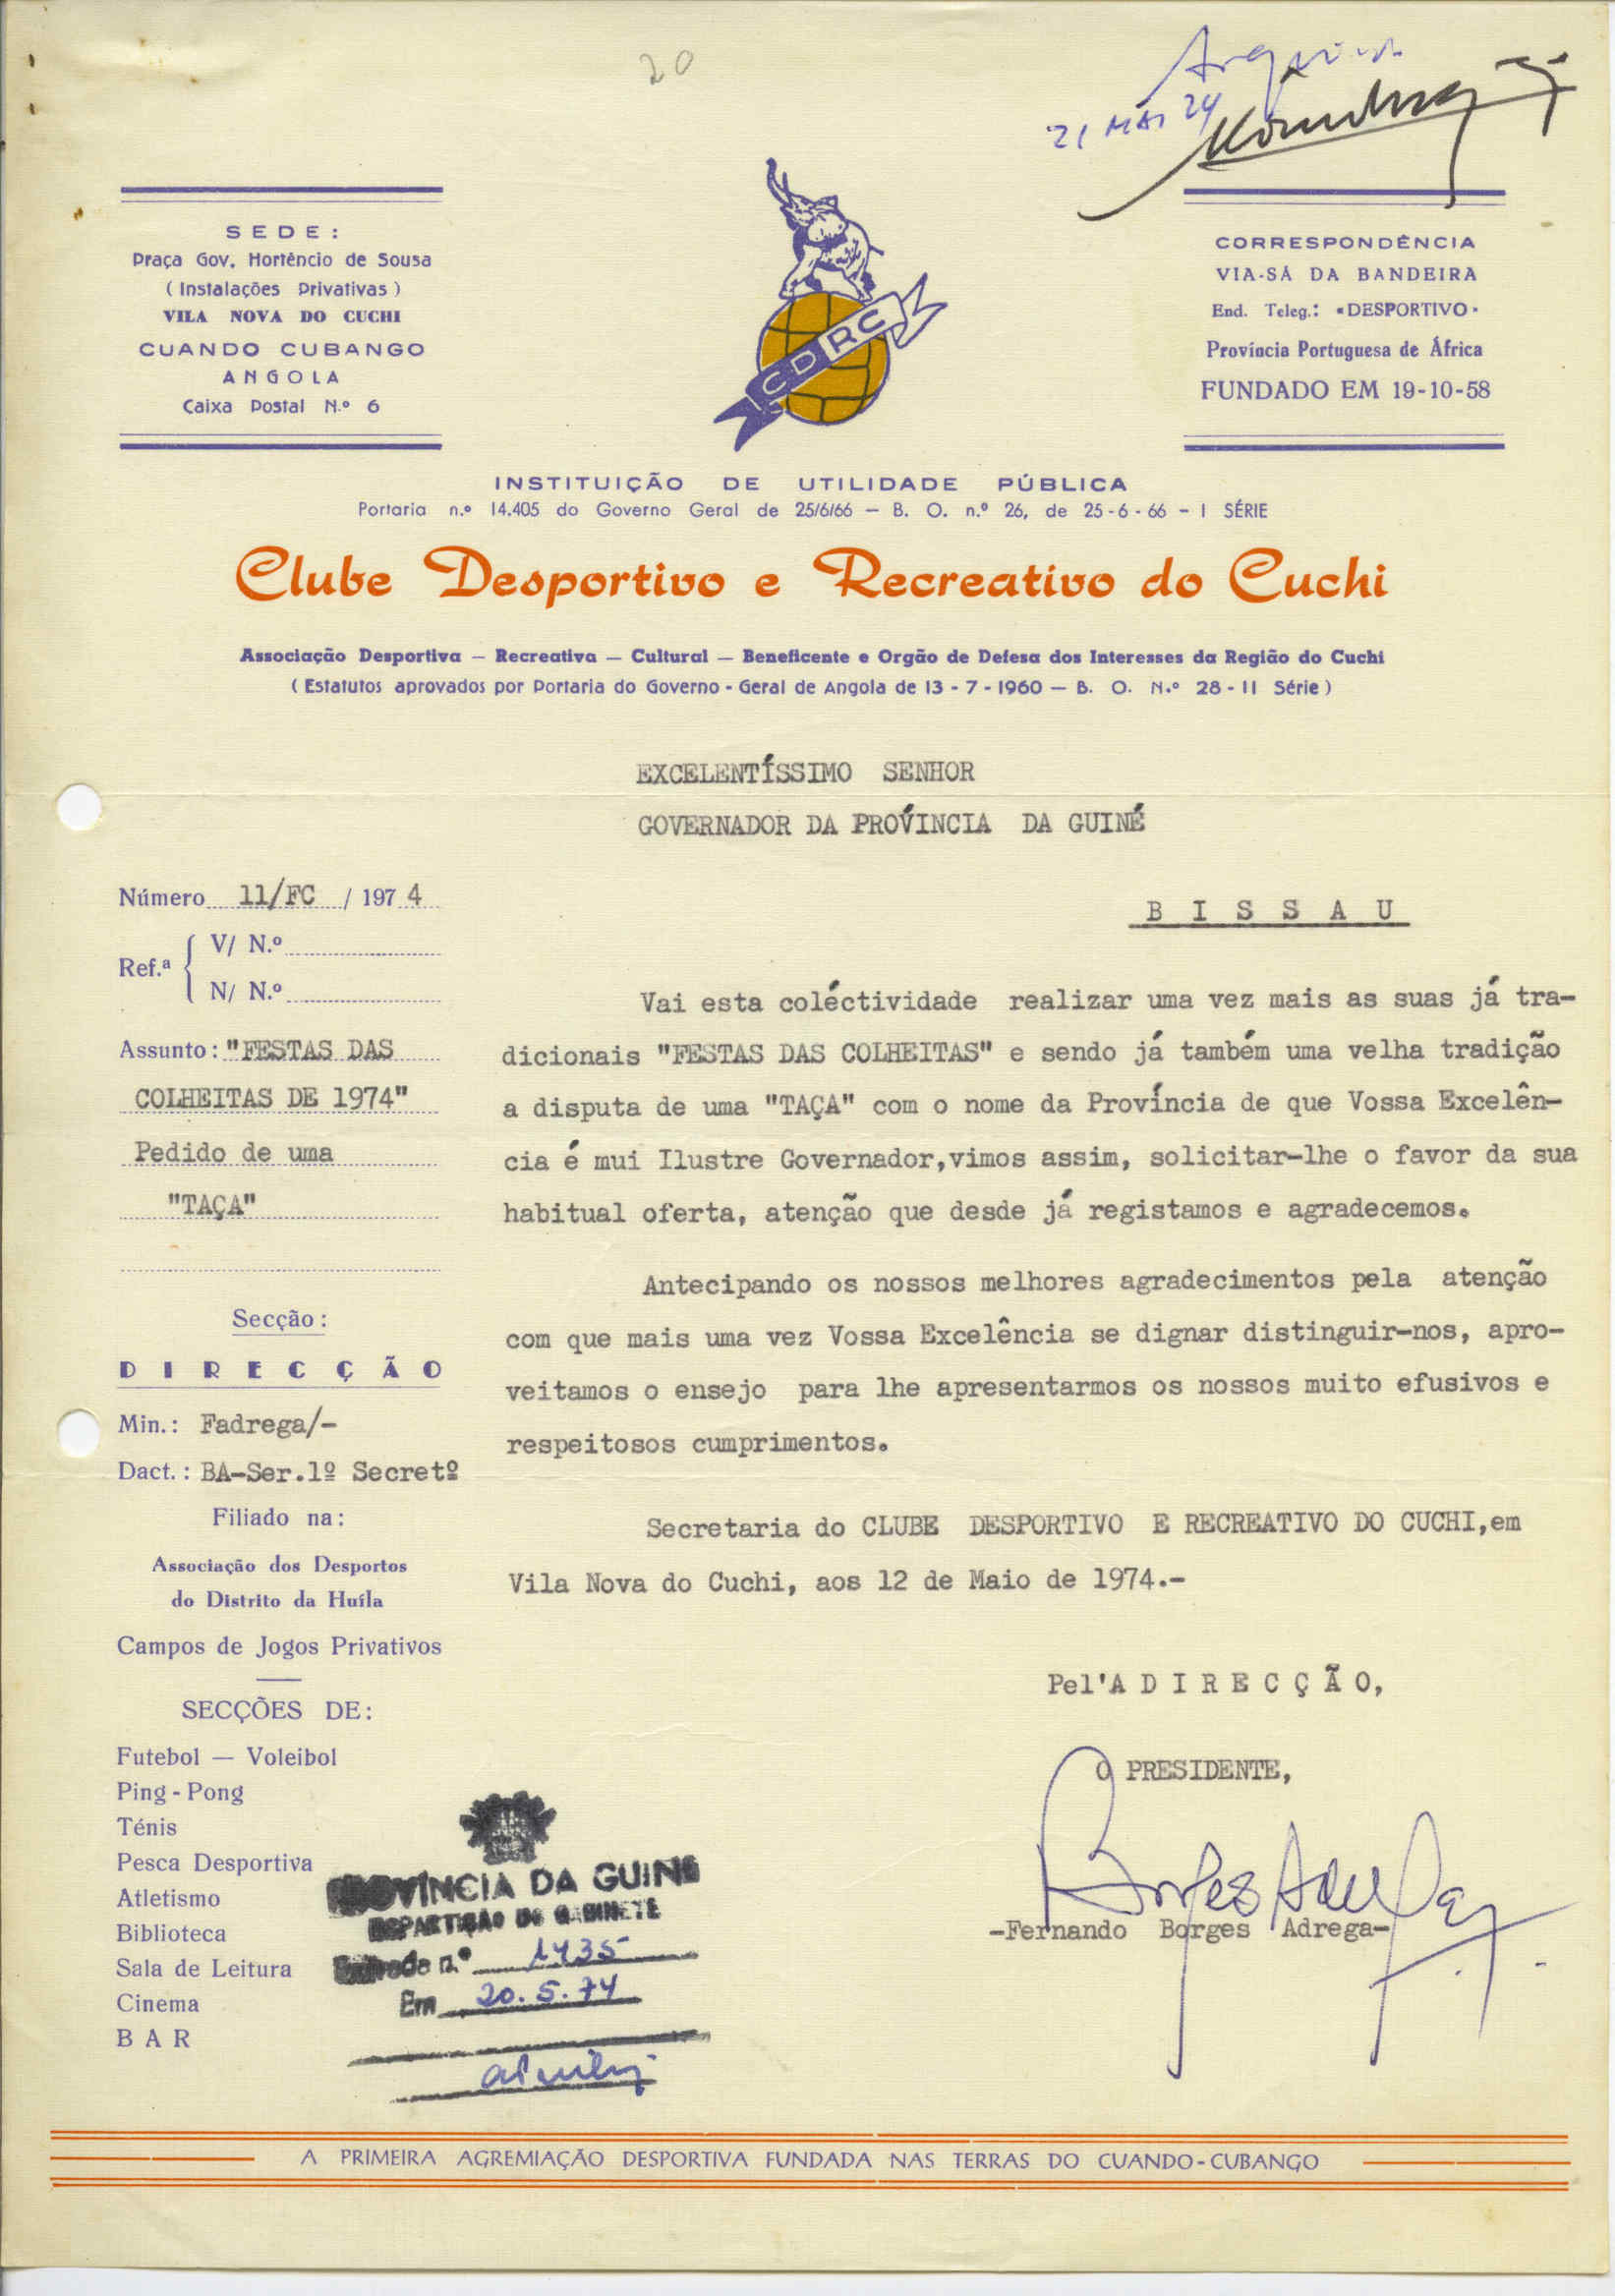 20
21 MAI 74
SEDE:
Praça Gov. Hortêncio de Sousa
(Instalações Privativas)
VILA NOVA DO CUCHI
CUANDO CUBANGO
ANGOLA
Caixa Postal N.º 6
CDRC
CORRESPONDÊNCIA
VIA-SÁ DA BANDEIRA
End. Teleg.: «DESPORTIVO»
Província Portuguesa de África
FUNDADO EM 19-10-58
INSTITUIÇÃO DE UTILIDADE PÚBLICA
Portaria n.º 14.405 do Governo Geral de 25/6/66 — B. O. n.º 26, de 25-6-66 - I SÉRIE
Clube Desportivo e Recreativo do Cuchi
Associação Desportiva — Recreativa — Cultural — Beneficente e Orgão de Defesa dos Interesses da Região do Cuchi
(Estatutos aprovados por Portaria do Governo-Geral de Angola de 13-7-1960 — B. O. N.º 28-II Série)
EXCELENTÍSSIMO SENHOR
GOVERNADOR DA PROVÍNCIA DA GUINÉ
B I S S A U
Número 11/FC / 1974
Ref.ª
V/ N.º
N/ N.º
Assunto: "FESTAS DAS
COLHEITAS DE 1974"
Pedido de uma
"TAÇA"
Secção:
DIRECÇÃO
Min.: Fadrega/-
Dact.: BA-Ser.1º Secretº
Filiado na:
Associação dos Desportos
do Distrito da Huíla
Campos de Jogos Privativos
SECÇÕES DE:
Futebol — Voleibol
Ping-Pong
Ténis
Pesca Desportiva
Atletismo
Biblioteca
Sala de Leitura
Cinema
BAR
Vai esta coléctividade realizar uma vez mais as suas já tra-
dicionais "FESTAS DAS COLHEITAS" e sendo já também uma velha tradição
a disputa de uma "TAÇA" com o nome da Província de que Vossa Excelên-
cia é mui Ilustre Governador,vimos assim, solicitar-lhe o favor da sua
habitual oferta, atenção que desde já registamos e agradecemos.
Antecipando os nossos melhores agradecimentos pela atenção
com que mais uma vez Vossa Excelência se dignar distinguir-nos, apro-
veitamos o ensejo para lhe apresentarmos os nossos muito efusivos e
respeitosos cumprimentos.
Secretaria do CLUBE DESPORTIVO E RECREATIVO DO CUCHI,em
Vila Nova do Cuchi, aos 12 de Maio de 1974.-
Pel'A D I R E C Ç Ã O,
O PRESIDENTE,
Borges Adrega
-Fernando Borges Adrega-
PROVÍNCIA DA GUINÉ
REPARTIÇÃO DO GABINETE
Entrada n.º 1435
Em 20.5.74
A PRIMEIRA AGREMIAÇÃO DESPORTIVA FUNDADA NAS TERRAS DO CUANDO-CUBANGO